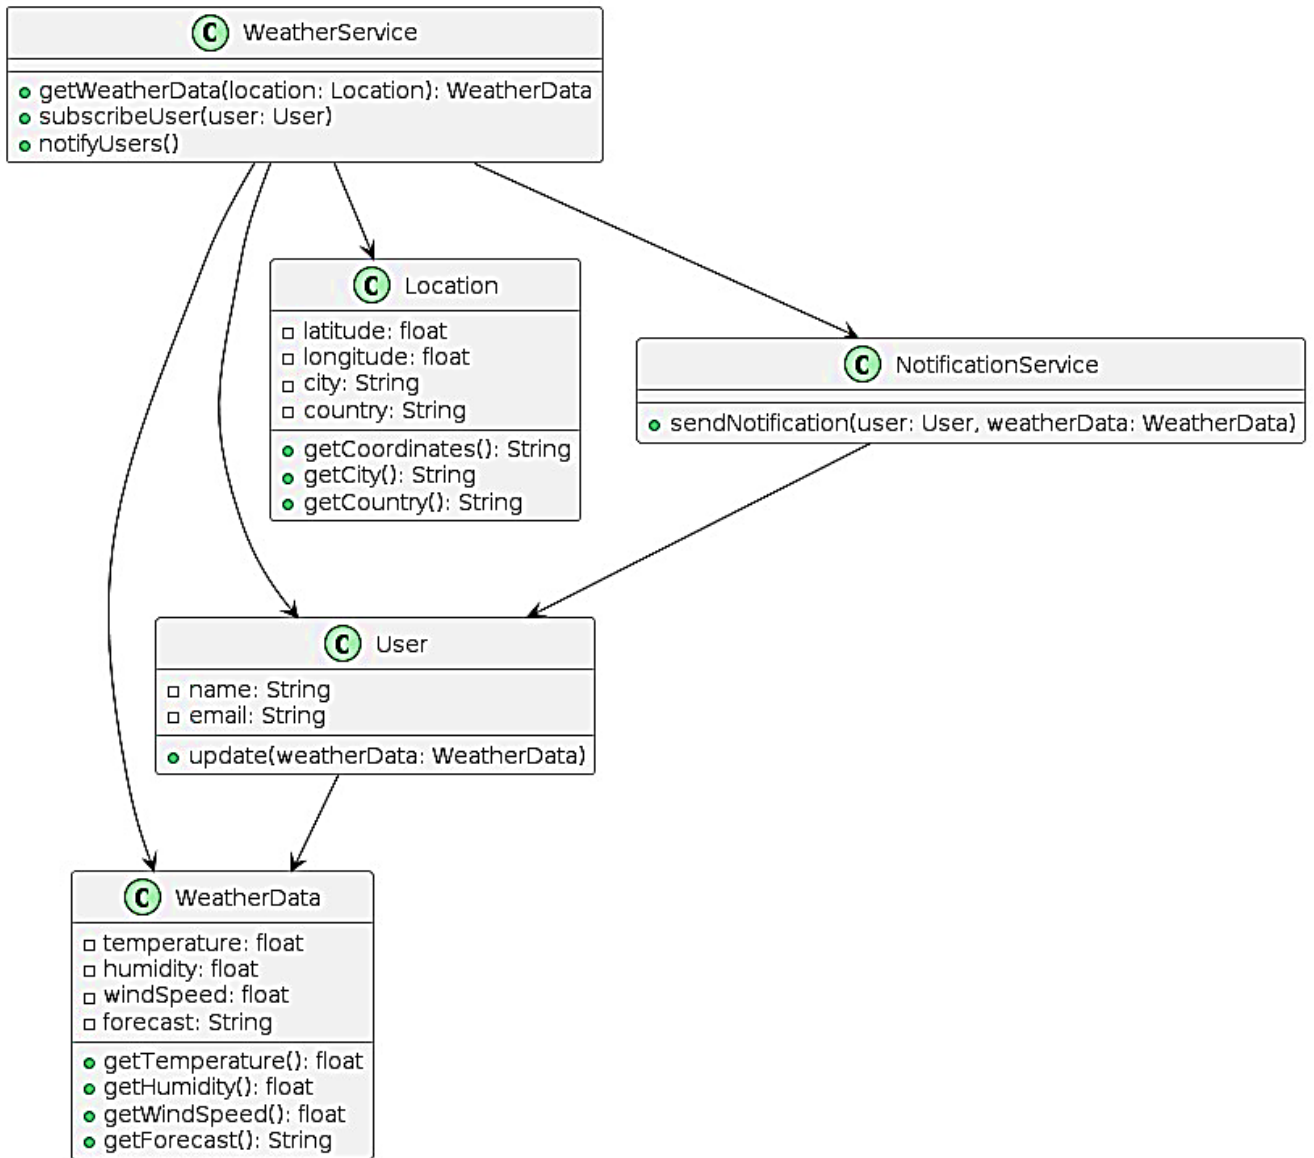 C WeatherService
getWeatherData(location: Location): WeatherData
subscribeUser(user: User)
notifyUsers()
C Location
latitude: float
longitude: float
city: String
country: String
getCoordinates(): String
getCity(): String
getCountry(): String
C NotificationService
sendNotification(user: User, weatherData: WeatherData)
C User
name: String
email: String
update(weatherData: WeatherData)
C WeatherData
temperature: float
humidity: float
windSpeed: float
forecast: String
getTemperature(): float
getHumidity(): float
getWindSpeed(): float
getForecast(): String